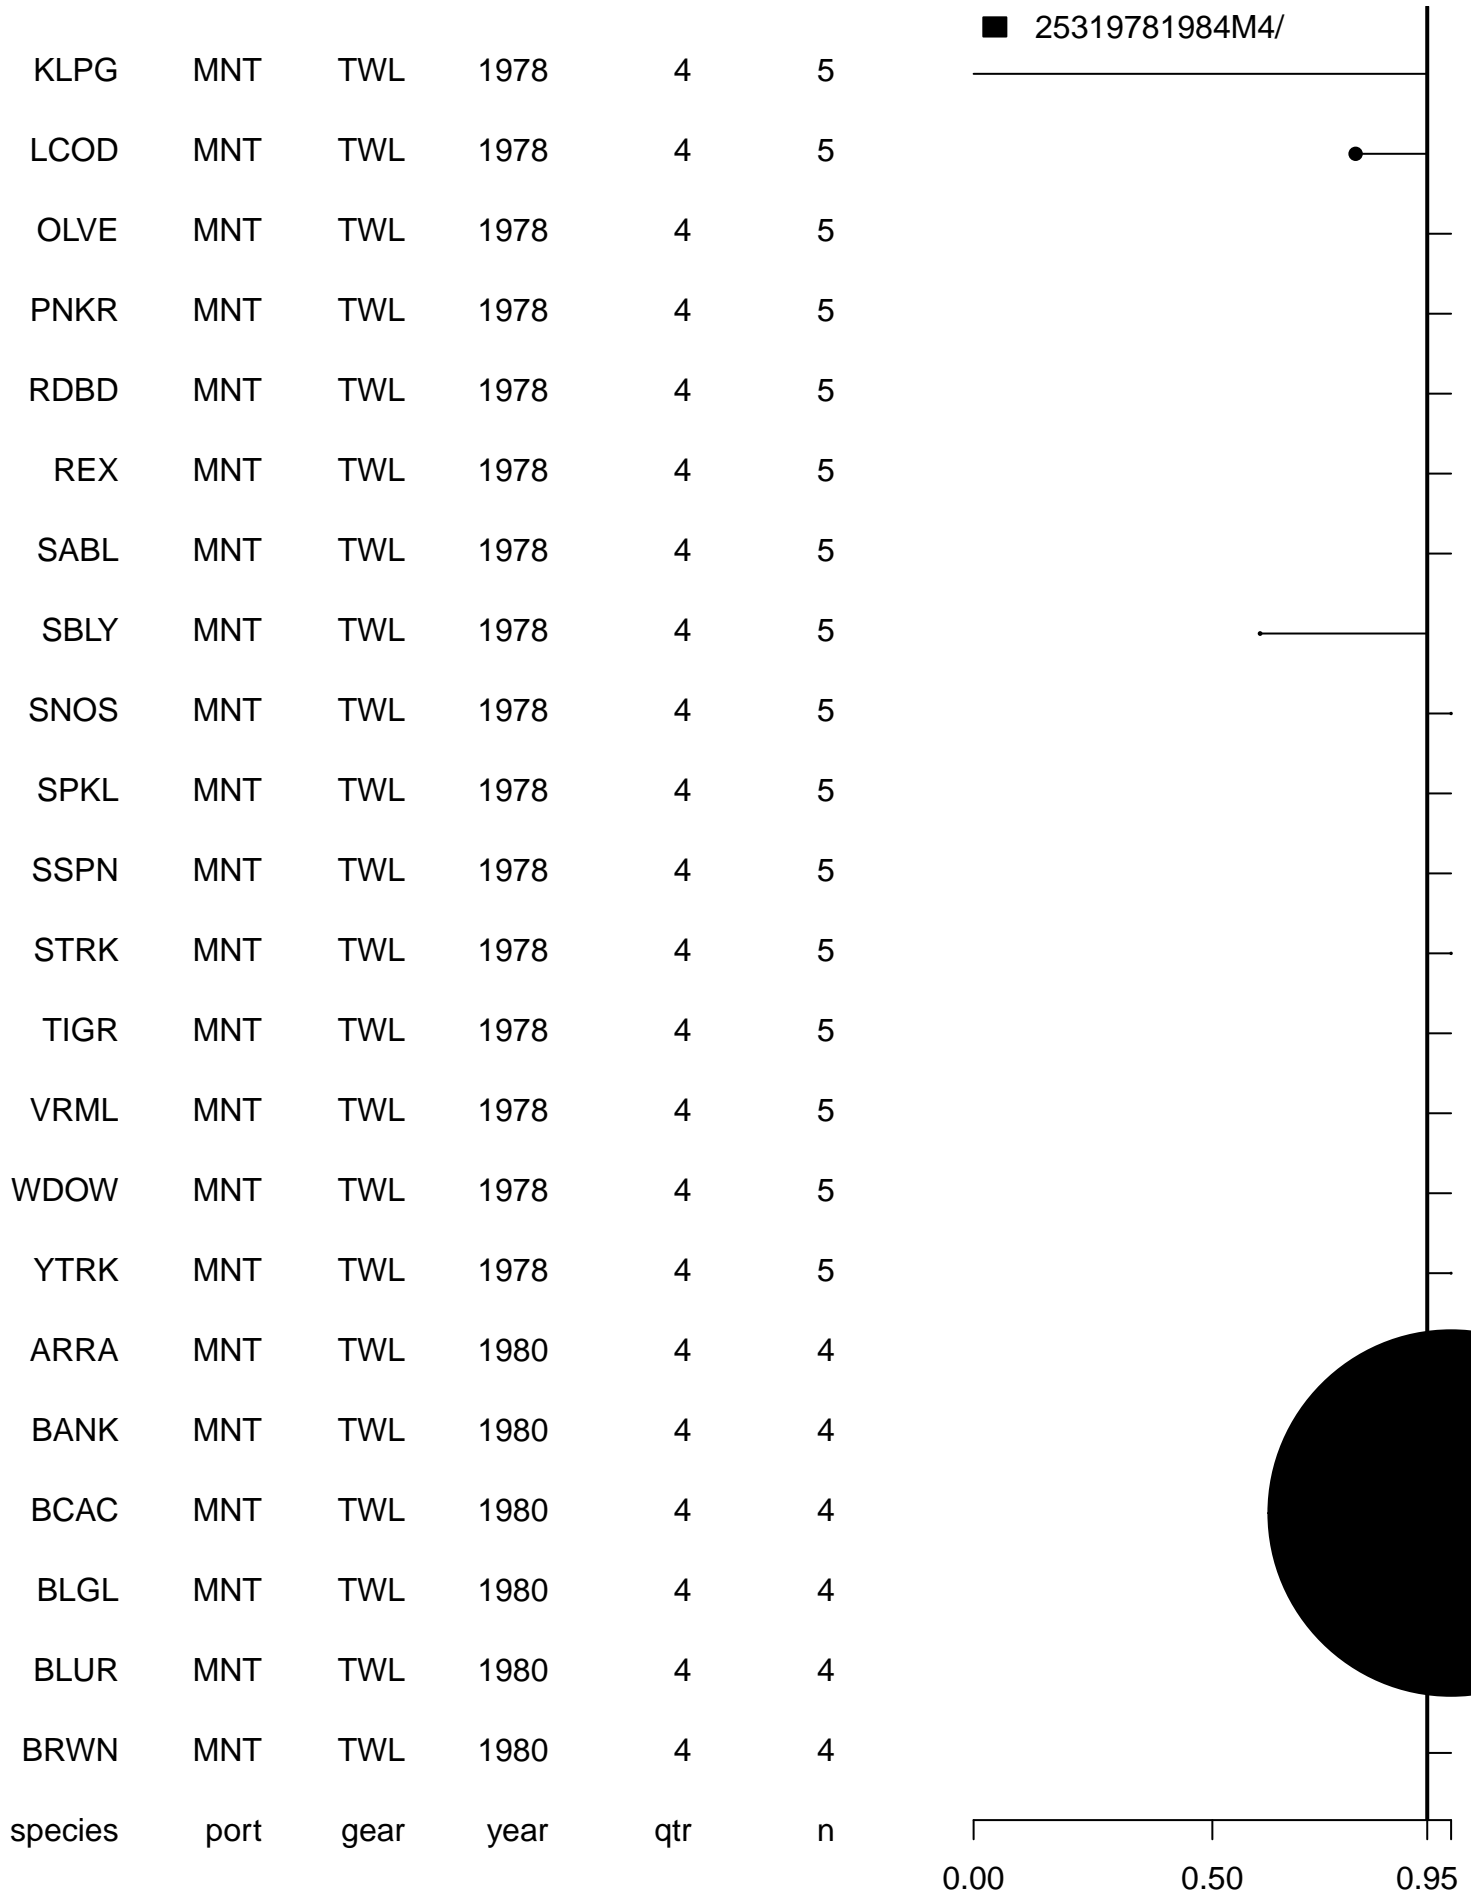 25319781984M4/
KLPG MNT TWL 1978 4 5
LCOD MNT TWL 1978 4 5
OLVE MNT TWL 1978 4 5
PNKR MNT TWL 1978 4 5
RDBD MNT TWL 1978 4 5
REX MNT TWL 1978 4 5
SABL MNT TWL 1978 4 5
SBLY MNT TWL 1978 4 5
SNOS MNT TWL 1978 4 5
SPKL MNT TWL 1978 4 5
SSPN MNT TWL 1978 4 5
STRK MNT TWL 1978 4 5
TIGR MNT TWL 1978 4 5
VRML MNT TWL 1978 4 5
WDOW MNT TWL 1978 4 5
YTRK MNT TWL 1978 4 5
ARRA MNT TWL 1980 4 4
BANK MNT TWL 1980 4 4
BCAC MNT TWL 1980 4 4
BLGL MNT TWL 1980 4 4
BLUR MNT TWL 1980 4 4
BRWN MNT TWL 1980 4 4
species port gear year qtr n
0.00 0.50 0.95